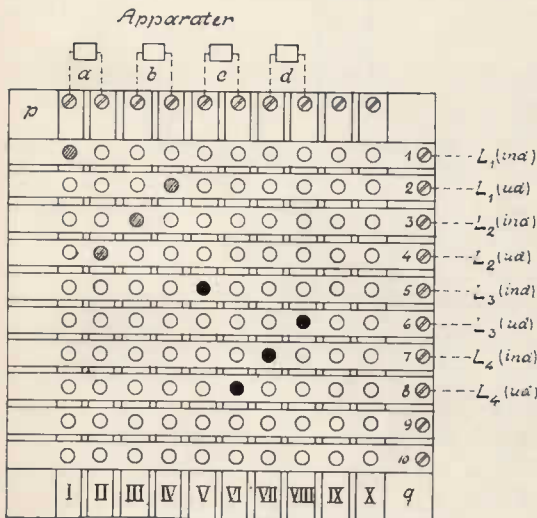 Apparater
a b c d
p
1 L₁(ind)
2 L₁(ud)
3 L₂(ind)
4 L₂(ud)
5 L₃(ind)
6 L₃(ud)
7 L₄(ind)
8 L₄(ud)
9
10
I II III IV V VI VII VIII IX X q